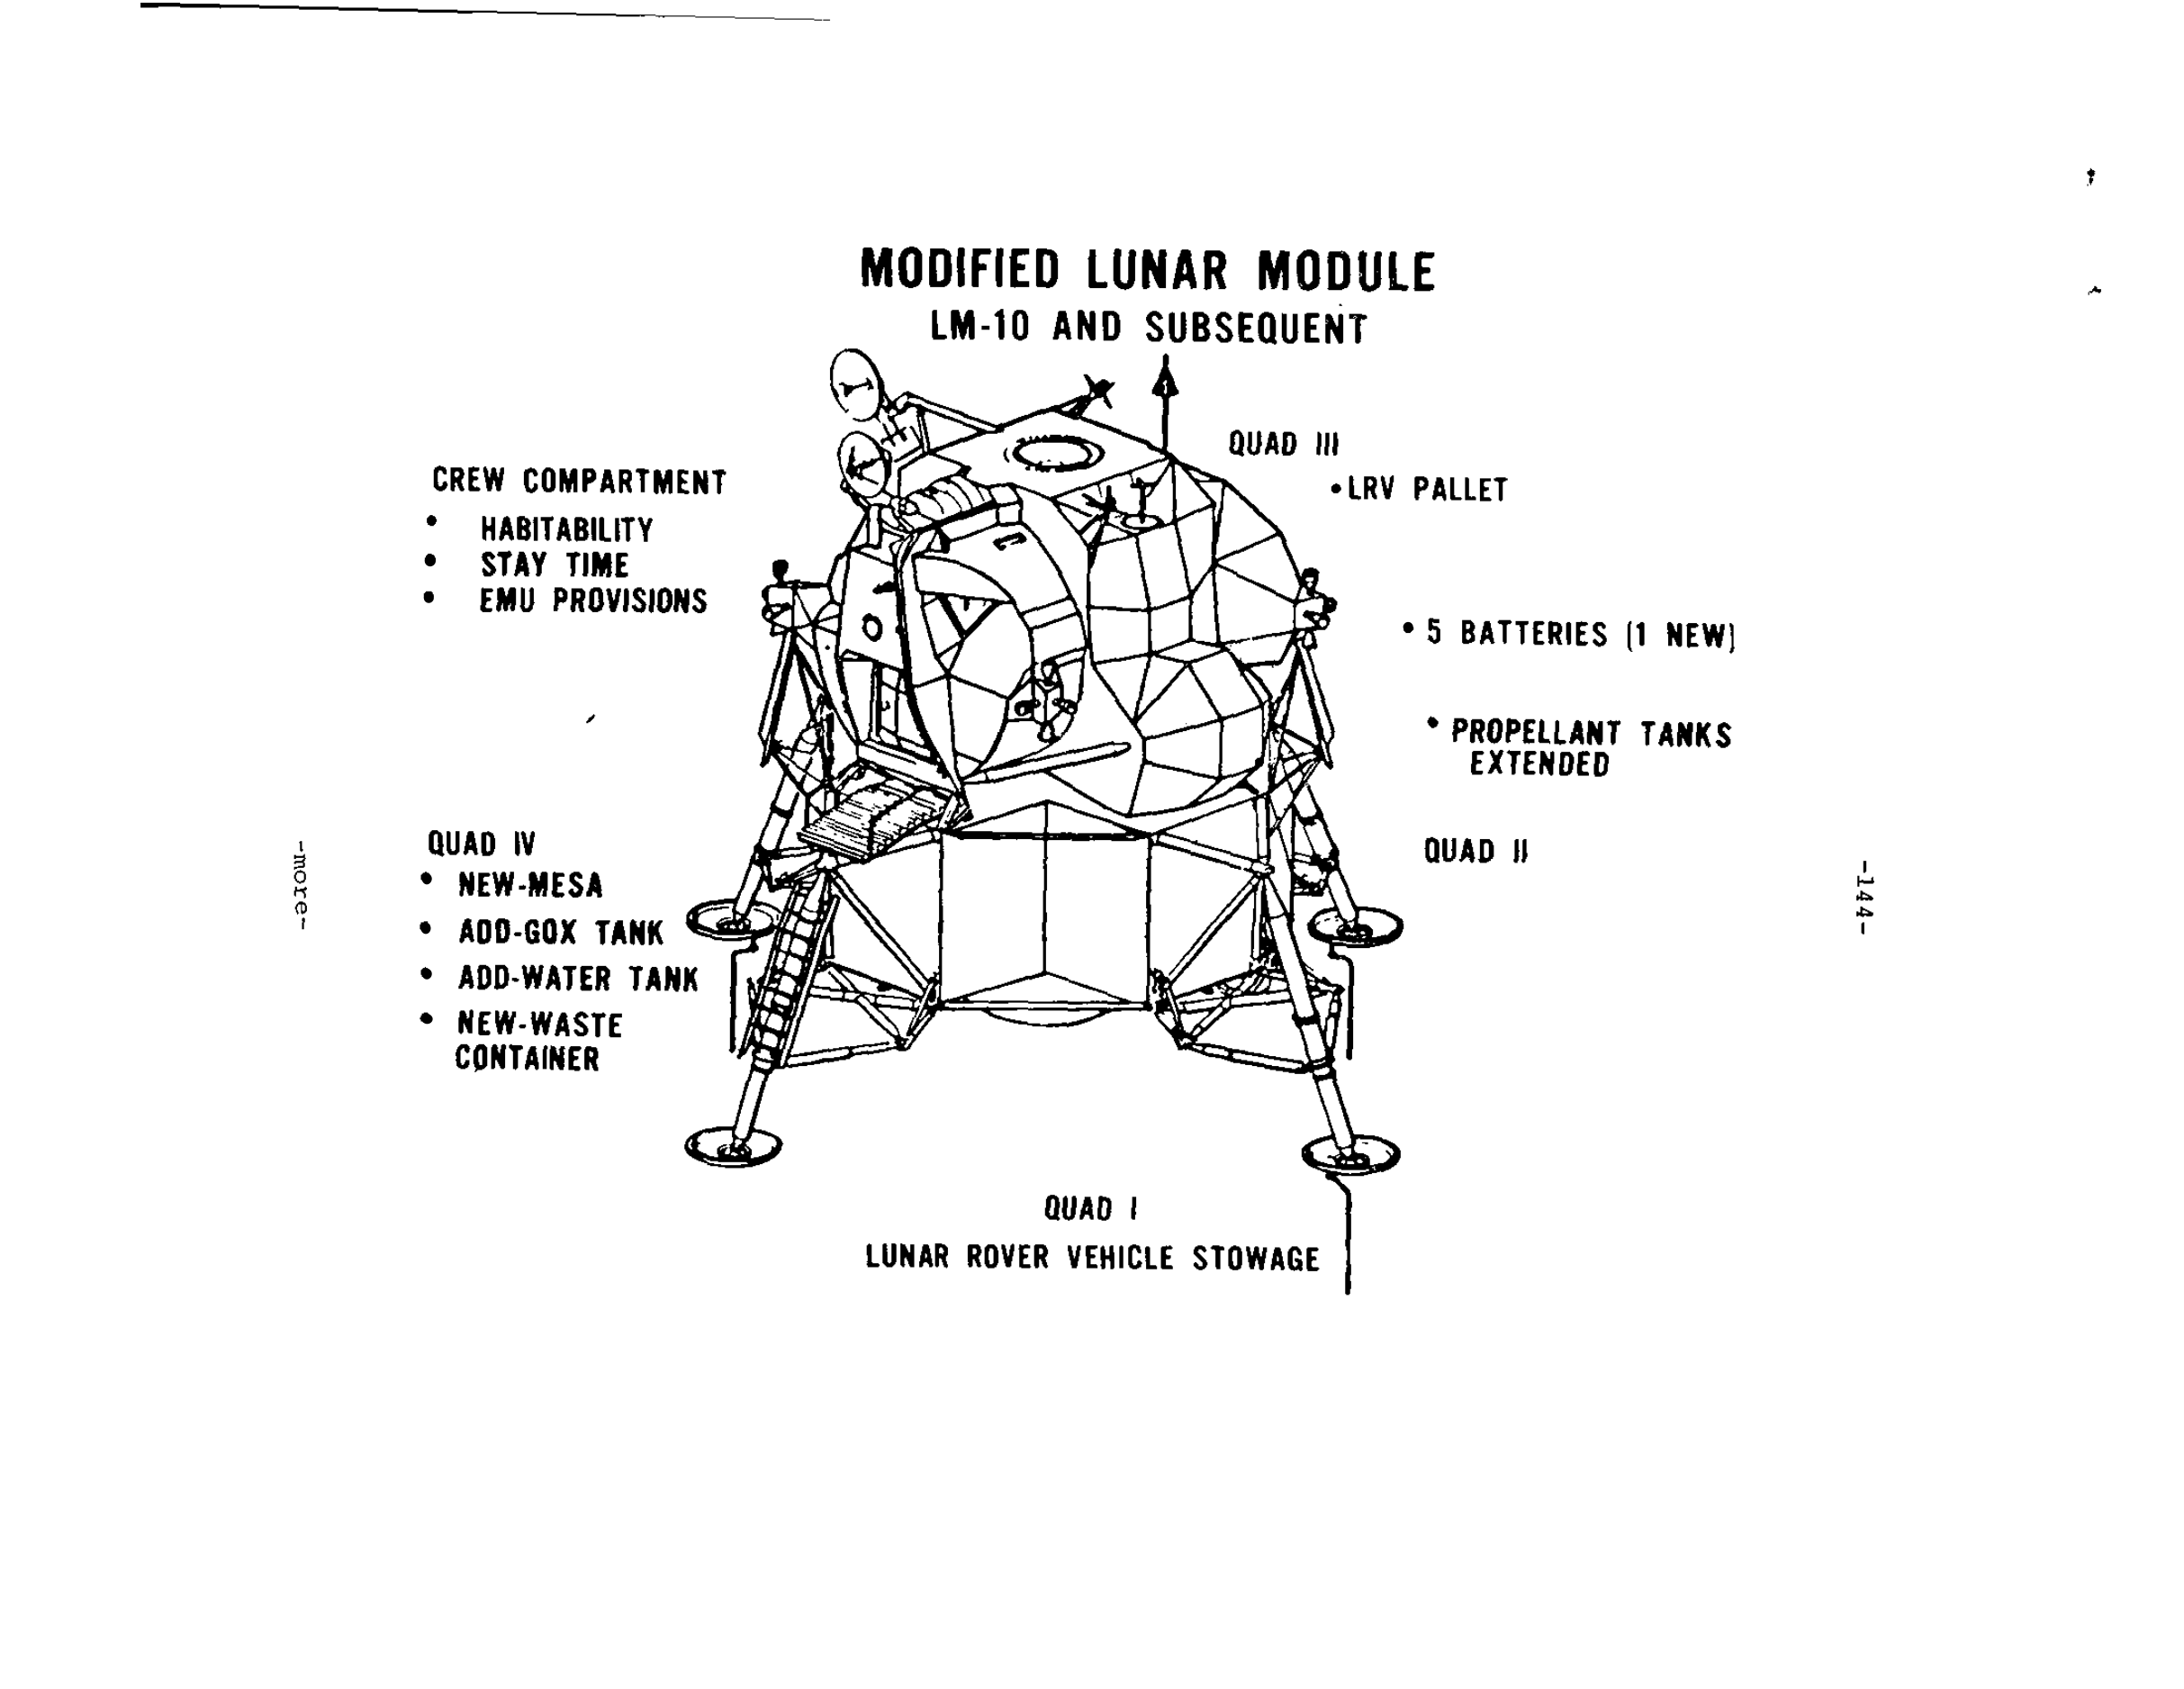 MODIFIED LUNAR MODULE
LM-10 AND SUBSEQUENT
CREW COMPARTMENT
• HABITABILITY
• STAY TIME
• EMU PROVISIONS
QUAD III
• LRV PALLET
• 5 BATTERIES (1 NEW)
• PROPELLANT TANKS
EXTENDED
QUAD II
QUAD IV
• NEW-MESA
• ADD-GOX TANK
• ADD-WATER TANK
• NEW-WASTE
CONTAINER
QUAD I
LUNAR ROVER VEHICLE STOWAGE
-more-
-144-